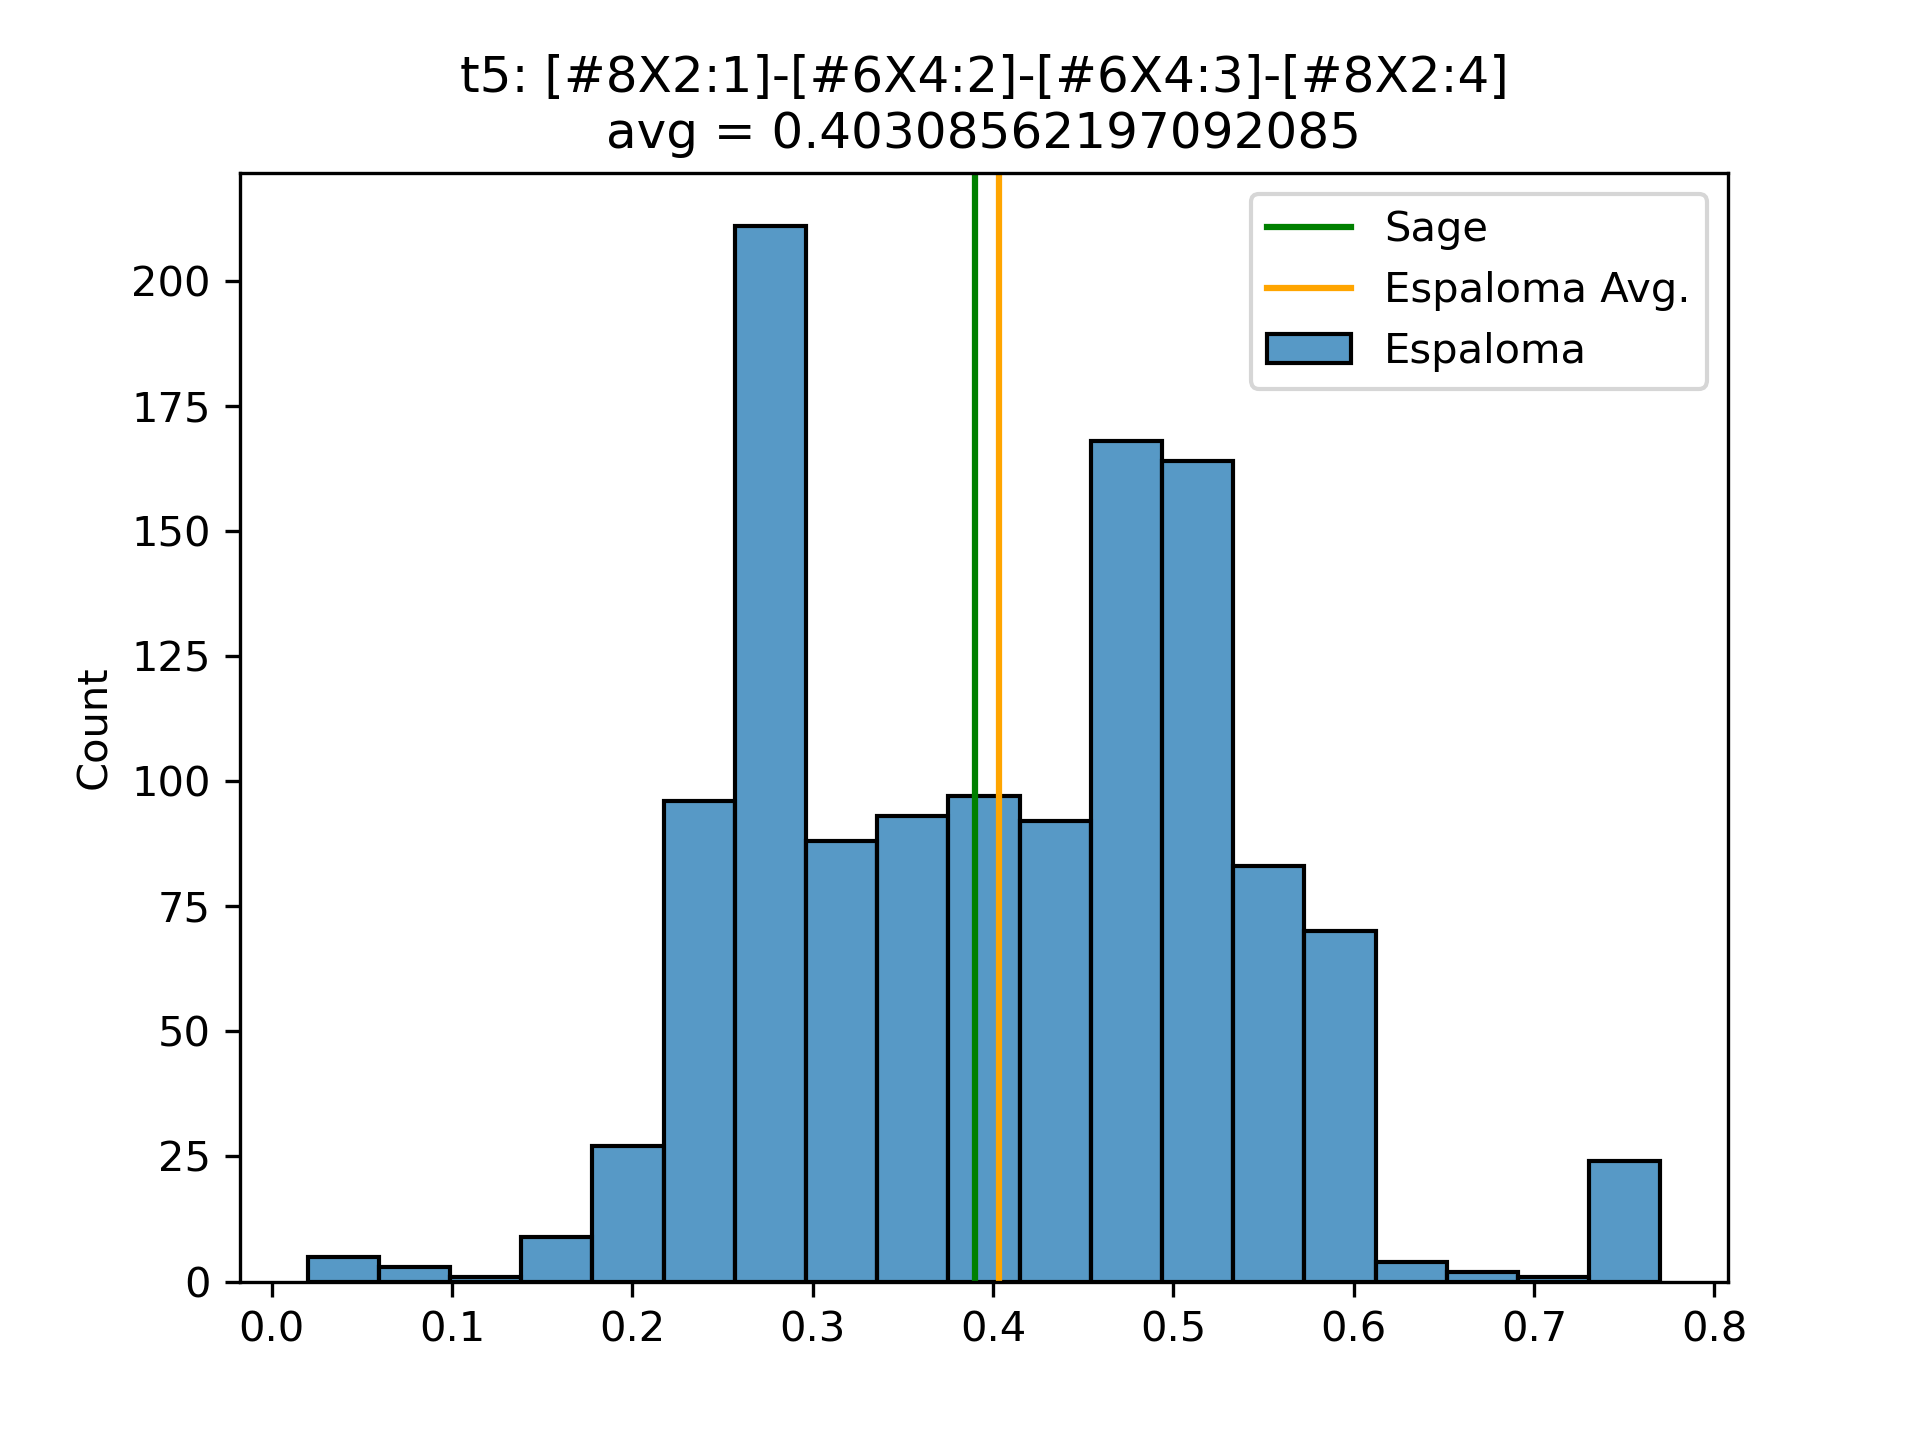 t5: [#8X2:1]-[#6X4:2]-[#6X4:3]-[#8X2:4]
avg = 0.403085621970920​85
Sage
Espaloma Avg.
Espaloma
Count
200
175
150
125
100
75
50
25
0
0.0 0.1 0.2 0.3 0.4 0.5 0.6 0.7 0.8